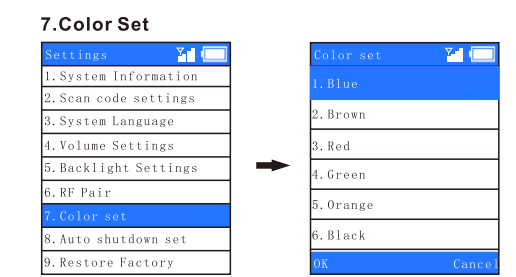 7.Color Set
Settings
1.System Information
2.Scan code settings
3.System Language
4.Volume Settings
5.Backlight Settings
6.RF Pair
7.Color set
8.Auto shutdown set
9.Restore Factory
Color set
1.Blue
2.Brown
3.Red
4.Green
5.Orange
6.Black
OK Cancel